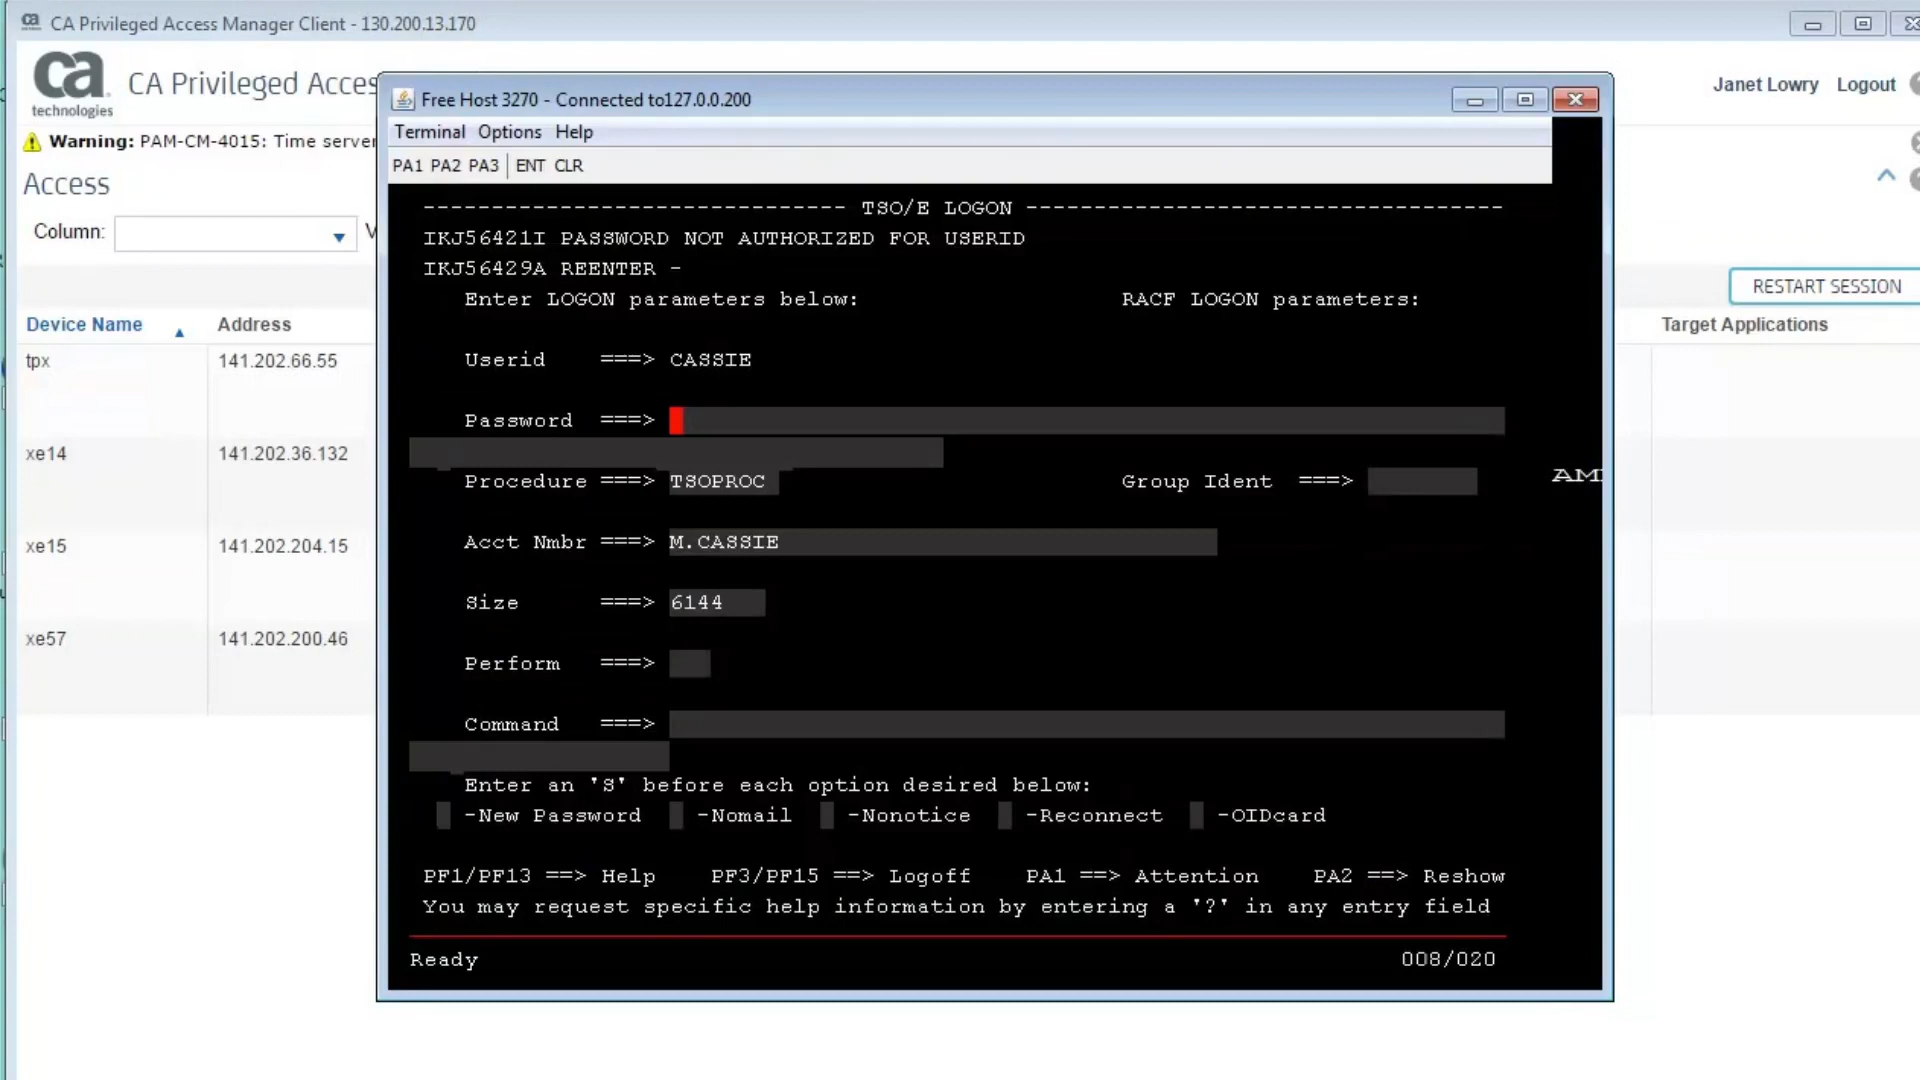 CA Privileged Access Manager Client - 130.200.13.170
ca technologies
CA Privileged Acces
Janet Lowry Logout
Warning: PAM-CM-4015: Time server
Access
Column:
RESTART SESSION
Device Name Address Target Applications
tpx 141.202.66.55
xe14 141.202.36.132
xe15 141.202.204.15
xe57 141.202.200.46
Free Host 3270 - Connected to127.0.0.200
Terminal Options Help
PA1 PA2 PA3 ENT CLR
------------------------------- TSO/E LOGON -----------------------------------
IKJ56421I PASSWORD NOT AUTHORIZED FOR USERID
IKJ56429A REENTER -
Enter LOGON parameters below: RACF LOGON parameters:
Userid ===> CASSIE
Password ===>
Procedure ===> TSOPROC Group Ident ===>
Acct Nmbr ===> M.CASSIE
Size ===> 6144
Perform ===>
Command ===>
Enter an 'S' before each option desired below:
-New Password -Nomail -Nonotice -Reconnect -OIDcard
PF1/PF13 ==> Help PF3/PF15 ==> Logoff PA1 ==> Attention PA2 ==> Reshow
You may request specific help information by entering a '?' in any entry field
Ready 008/020